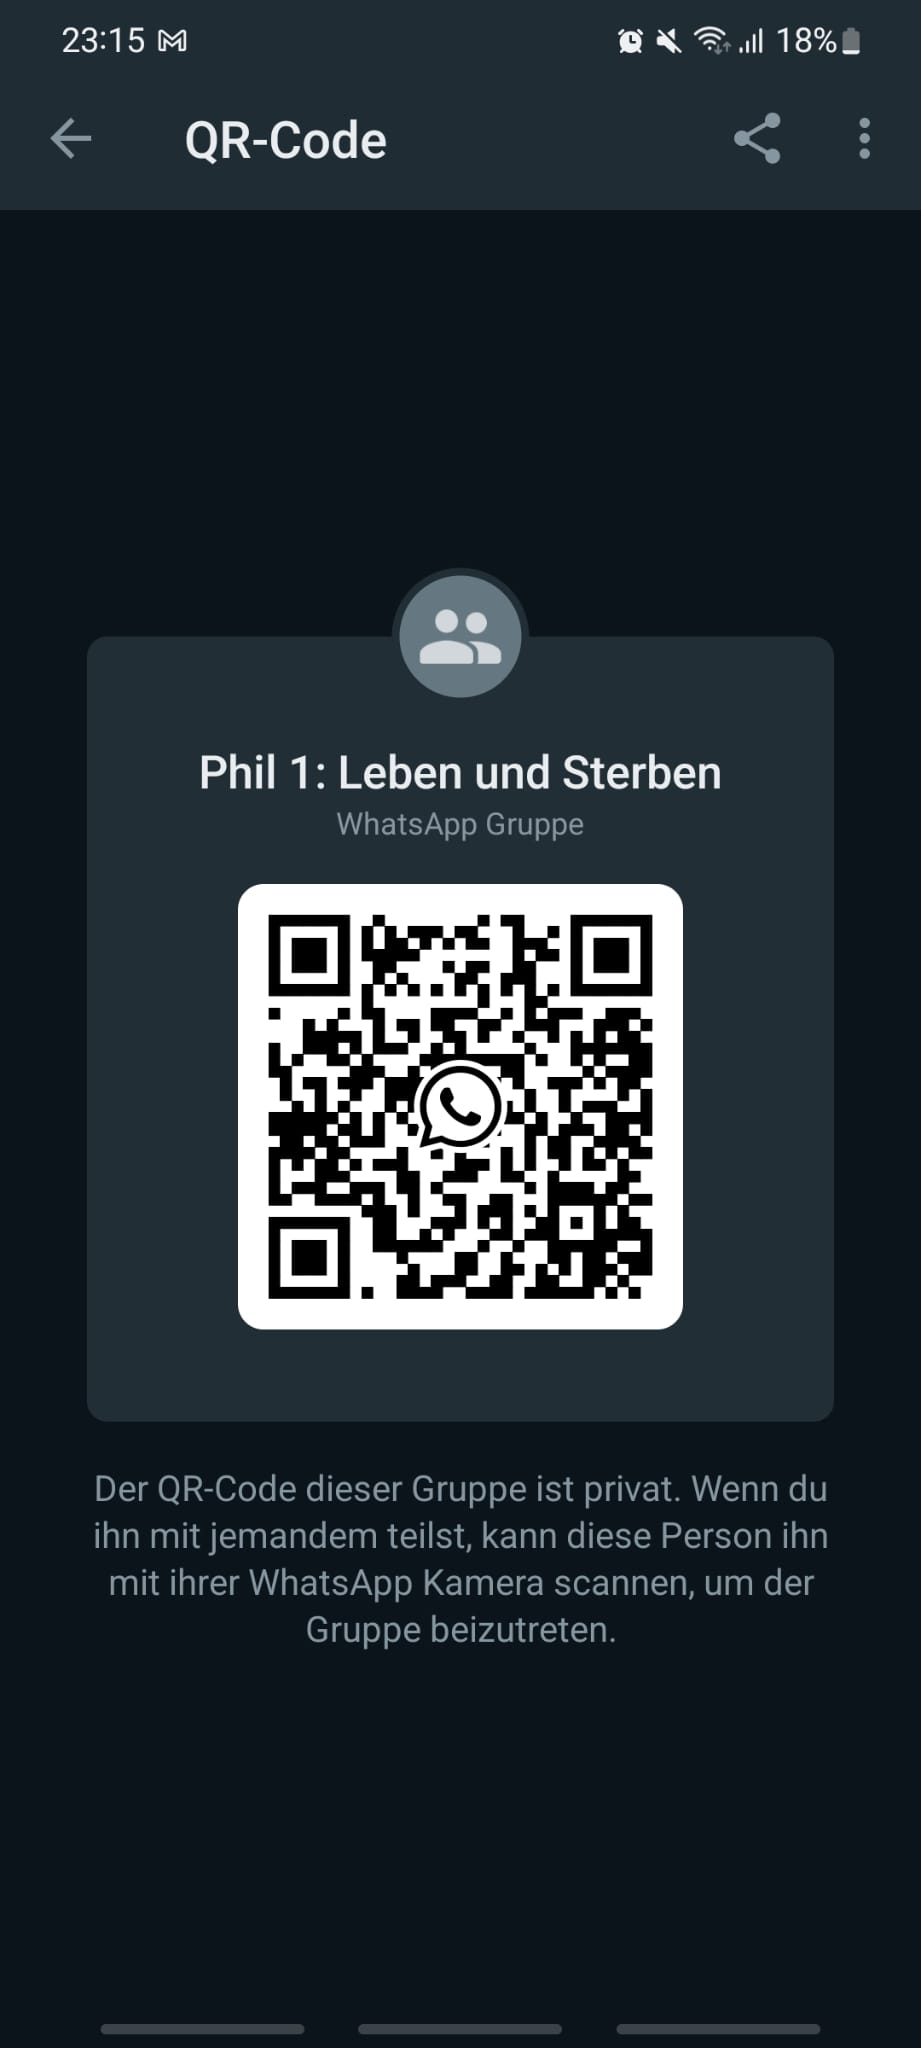 23:15
18%
QR-Code
Phil 1: Leben und Sterben
WhatsApp Gruppe
Der QR-Code dieser Gruppe ist privat. Wenn du
ihn mit jemandem teilst, kann diese Person ihn
mit ihrer WhatsApp Kamera scannen, um der
Gruppe beizutreten.